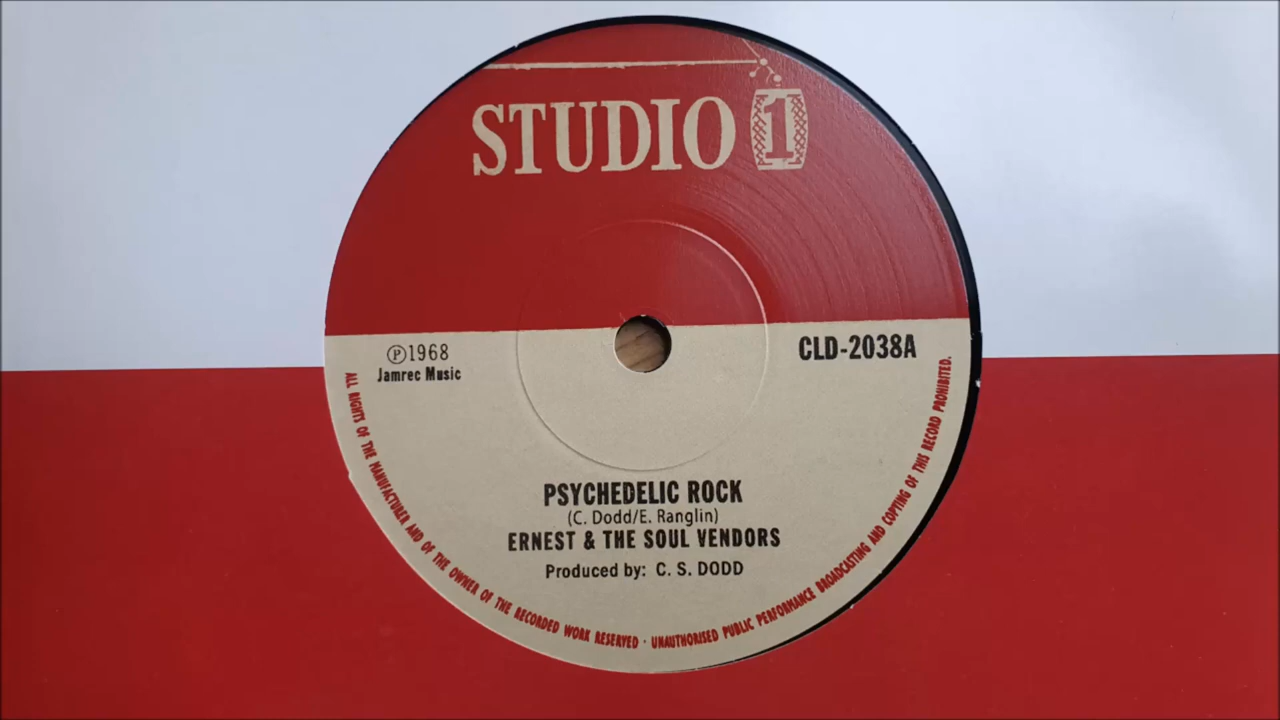 STUDIO 1
℗1968
Jamrec Music
CLD-2038A
PSYCHEDELIC ROCK
(C. Dodd/E. Ranglin)
ERNEST & THE SOUL VENDORS
Produced by: C. S. DODD
ALL RIGHTS OF THE MANUFACTURER AND OF THE OWNER OF THE RECORDED WORK RESERVED · UNAUTHORISED PUBLIC PERFORMANCE BROADCASTING AND COPYING OF THIS RECORD PROHIBITED.